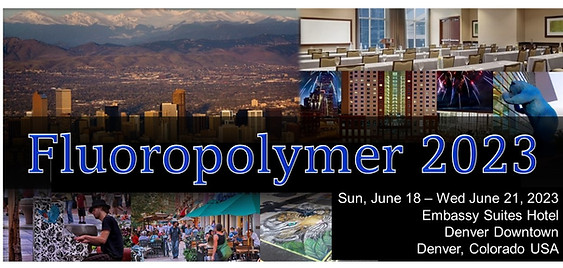 Fluoropolymer 2023
Sun, June 18 – Wed June 21, 2023
Embassy Suites Hotel
Denver Downtown
Denver, Colorado USA